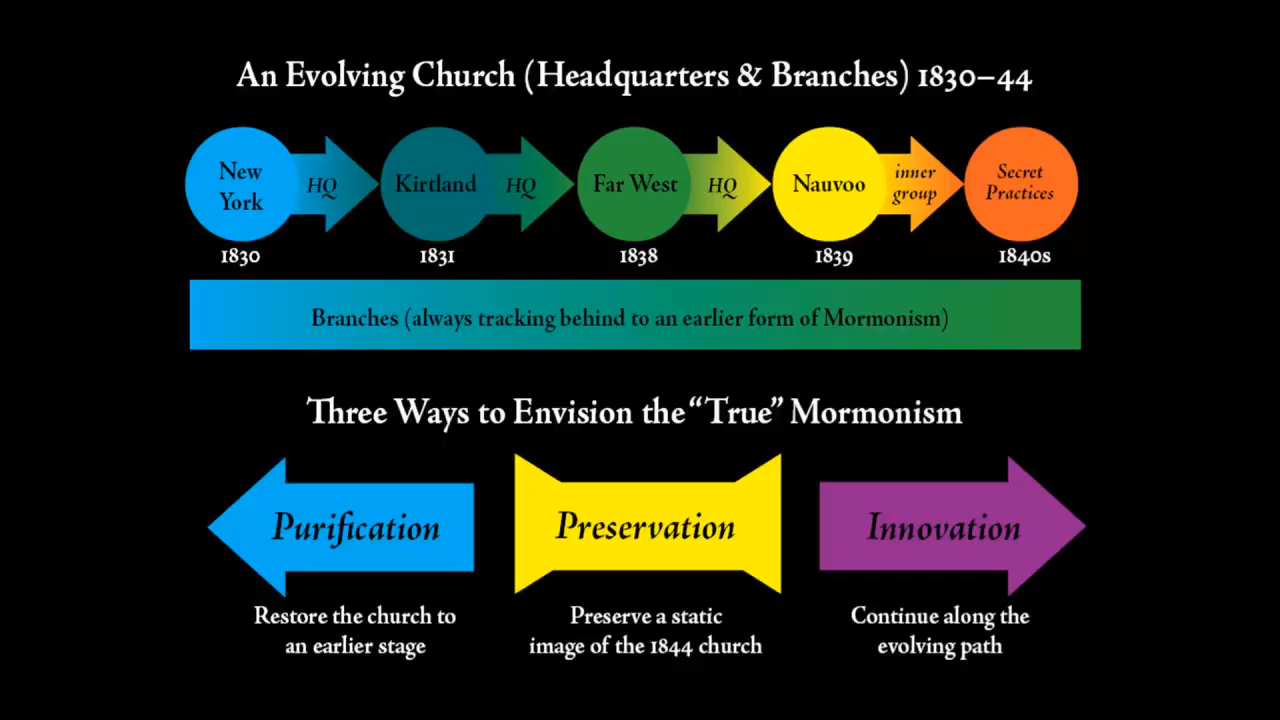 An Evolving Church (Headquarters & Branches) 1830–44
New
York
HQ
Kirtland
HQ
Far West
HQ
Nauvoo
inner
group
Secret
Practices
1830
1831
1838
1839
1840s
Branches (always tracking behind to an earlier form of Mormonism)
Three Ways to Envision the “True” Mormonism
Purification
Preservation
Innovation
Restore the church to
an earlier stage
Preserve a static
image of the 1844 church
Continue along the
evolving path